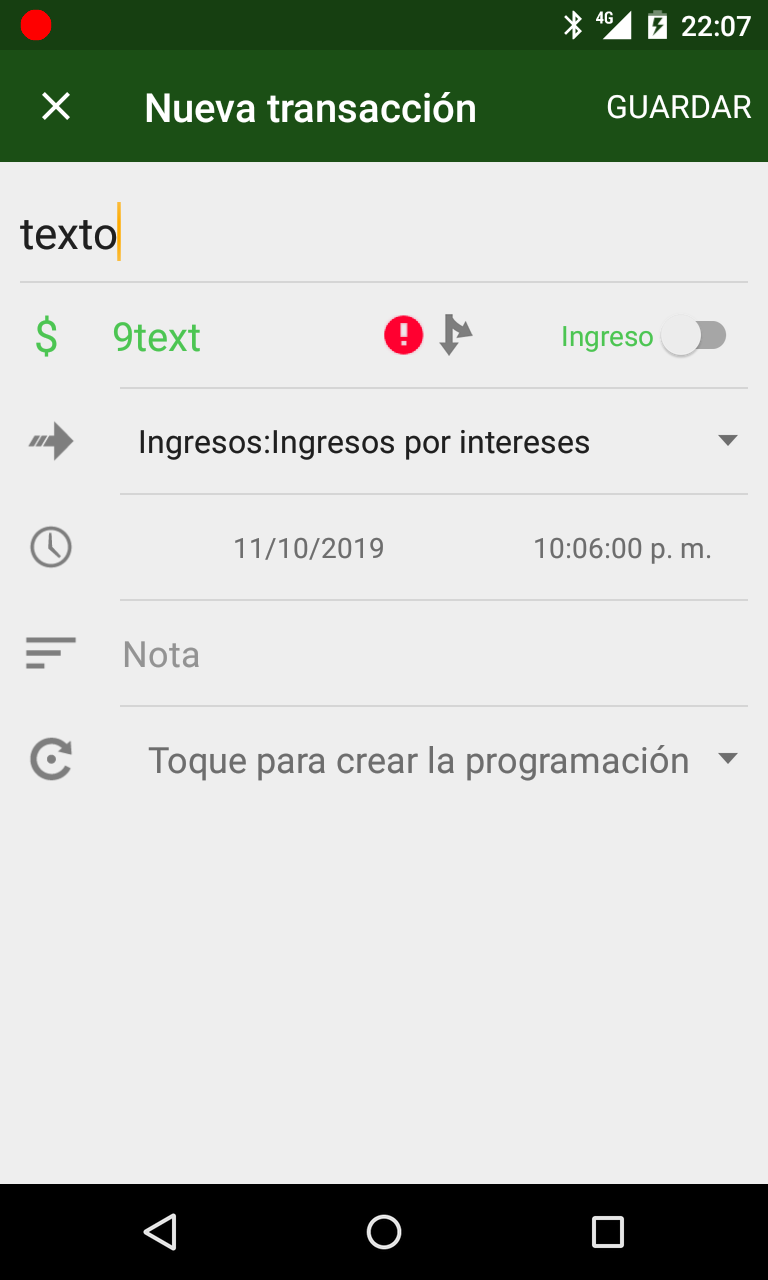 4G 22:07
Nueva transacción GUARDAR
texto
$ 9text ! Ingreso
Ingresos:Ingresos por intereses
11/10/2019 10:06:00 p. m.
Nota
Toque para crear la programación